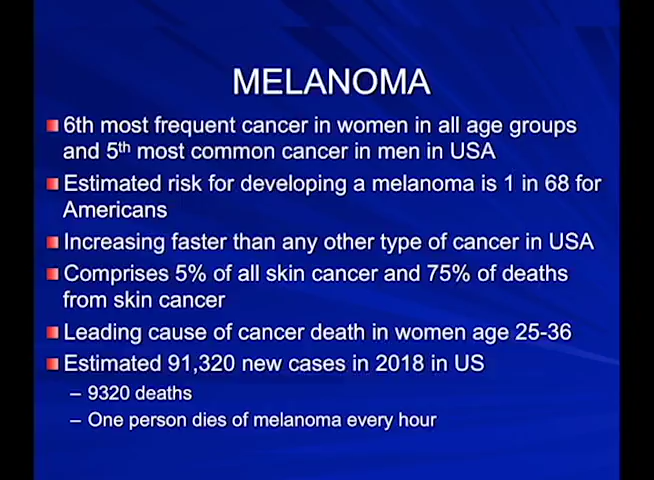 MELANOMA
6th most frequent cancer in women in all age groups
and 5th most common cancer in men in USA
Estimated risk for developing a melanoma is 1 in 68 for
Americans
Increasing faster than any other type of cancer in USA
Comprises 5% of all skin cancer and 75% of deaths
from skin cancer
Leading cause of cancer death in women age 25-36
Estimated 91,320 new cases in 2018 in US
– 9320 deaths
– One person dies of melanoma every hour